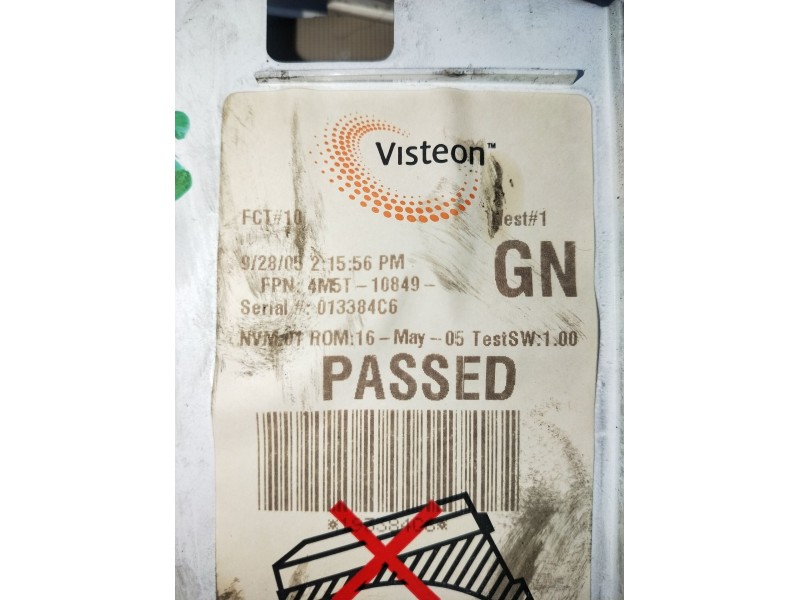 Visteon™
FCT#10 Test#1
9/28/05 2:15:56 PM GN
FPN: 4M5T-10849-
Serial #: 013384C6
NVM:01 ROM:16-May-05 TestSW:1.00
PASSED